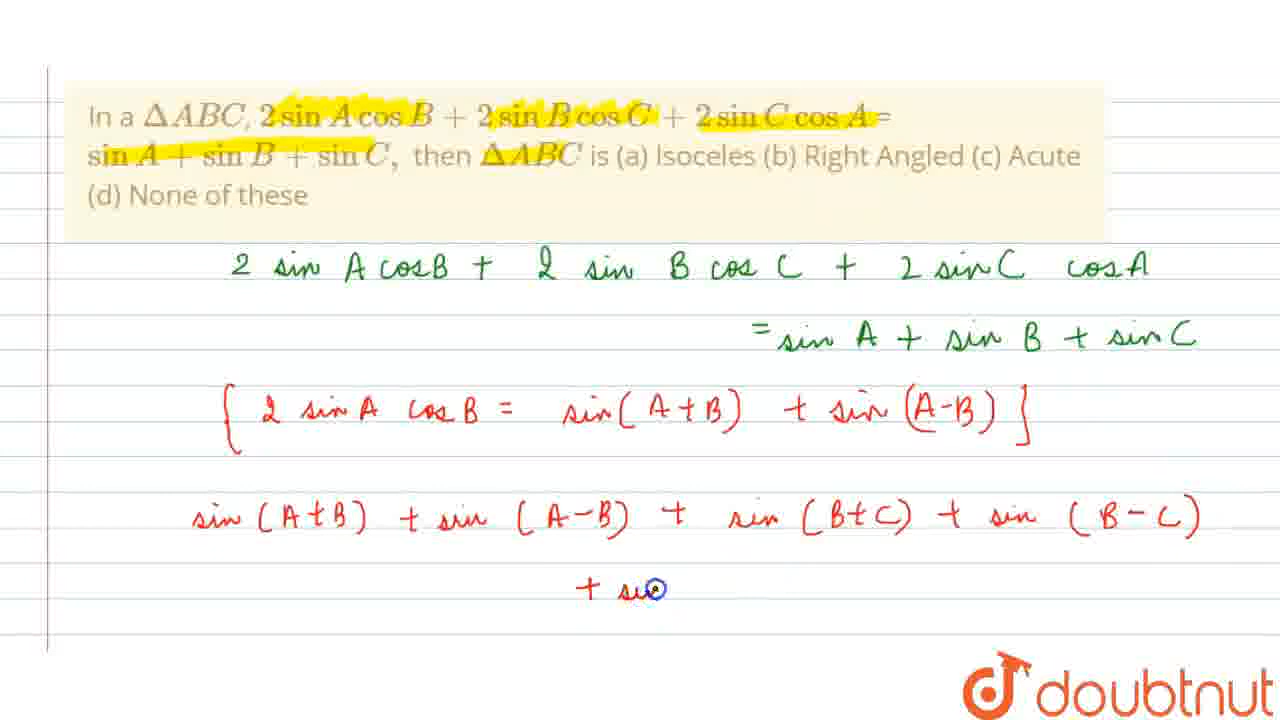 In a ΔABC, 2 sin A cos B + 2 sin B cos C + 2 sin C cos A =
sin A + sin B + sin C, then ΔABC is (a) Isoceles (b) Right Angled (c) Acute
(d) None of these
2 sin A cosB + 2 sin B cos C + 2 sinC cosA
= sin A + sin B + sinC
{ 2 sinA cosB = sin(A+B) + sin(A-B) ]
sin(A+B) + sin(A-B) + sin(B+C) + sin(B-C)
+ sin
doubtnut